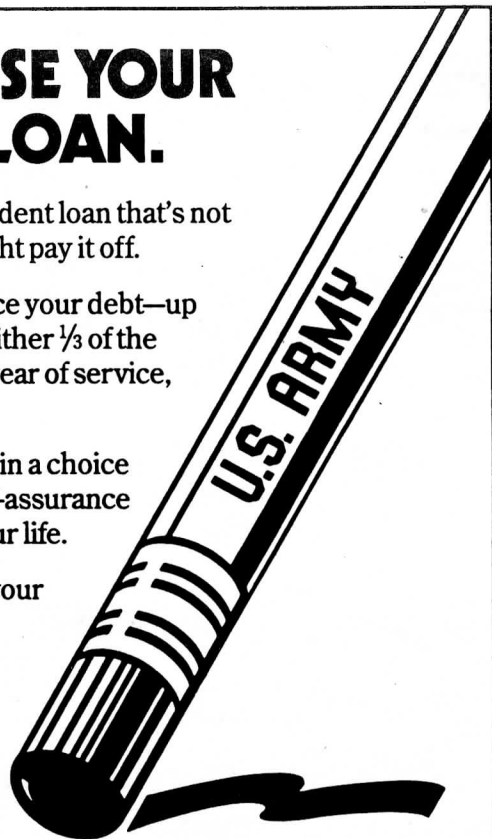 SE YOUR
LOAN.
dent loan that's not
ht pay it off.
ce your debt—up
ither ⅓ of the
ear of service,
in a choice
-assurance
ur life.
your
U.S. ARMY